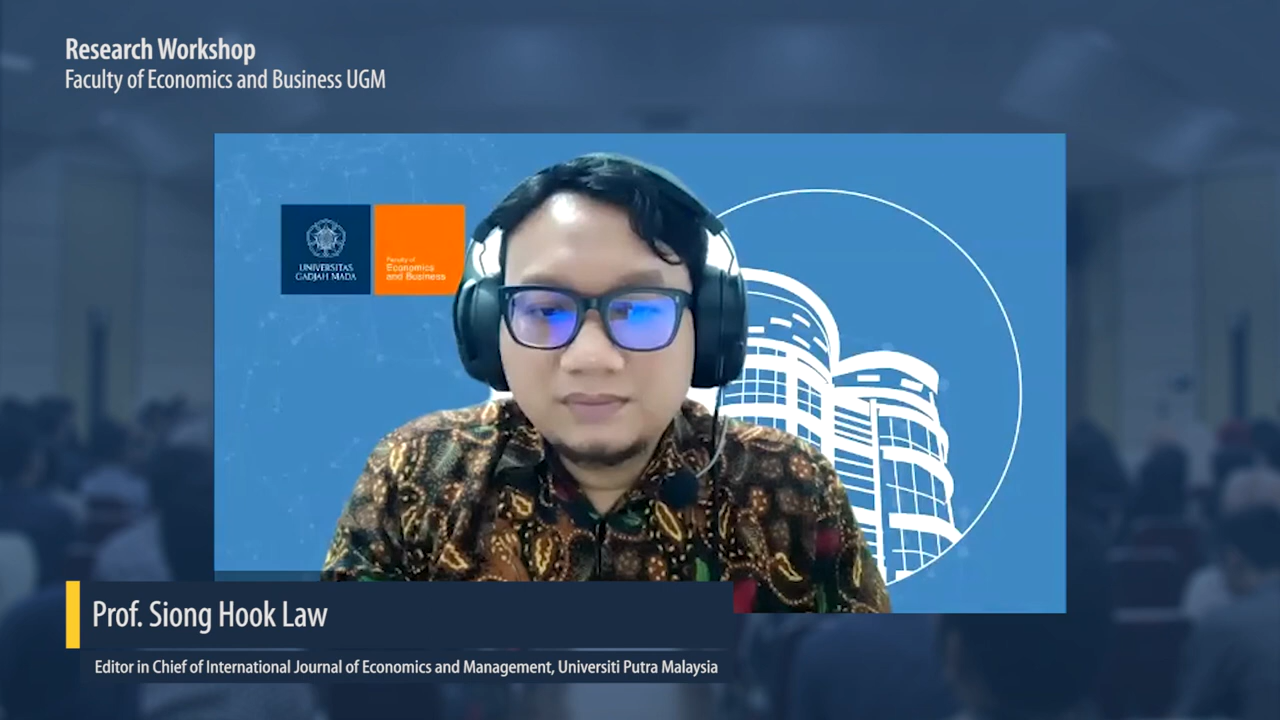 Research Workshop
Faculty of Economics and Business UGM
UNIVERSITAS
GADJAH MADA
Faculty of
Economics
and Business
Prof. Siong Hook Law
Editor in Chief of International Journal of Economics and Management, Universiti Putra Malaysia